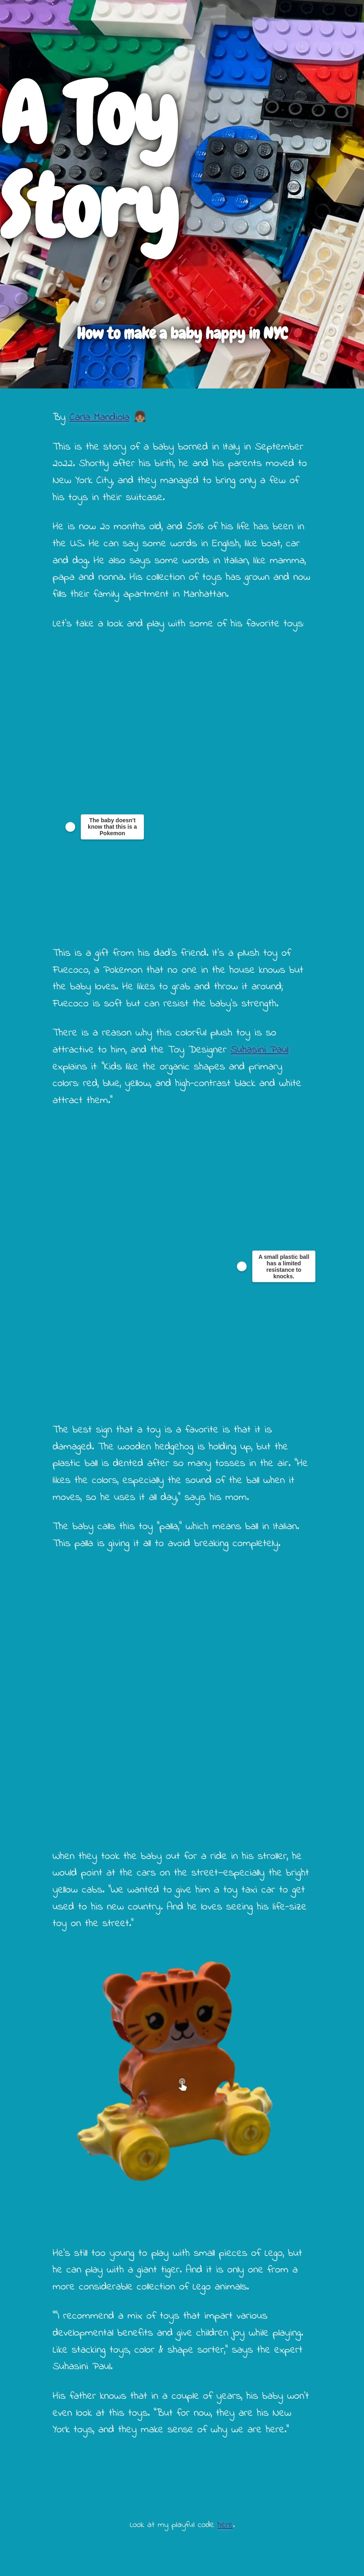 A Toy
Story
How to make a baby happy in NYC
By Carla Mandiola 👧🏽
This is the story of a baby borned in Italy in September
2022. Shortly after his birth, he and his parents moved to
New York City, and they managed to bring only a few of
his toys in their suitcase.
He is now 20 months old, and 50% of his life has been in
the U.S. He can say some words in English, like boat, car
and dog. He also says some words in Italian, like mamma,
papa and nonna. His collection of toys has grown and now
fills their family apartment in Manhattan.
Let's take a look and play with some of his favorite toys:
The baby doesn't
know that this is a
Pokemon
This is a gift from his dad's friend. It's a plush toy of
Fuecoco, a Pokemon that no one in the house knows but
the baby loves. He likes to grab and throw it around;
Fuecoco is soft but can resist the baby's strength.
There is a reason why this colorful plush toy is so
attractive to him, and the Toy Designer Suhasini Paul
explains it "Kids like the organic shapes and primary
colors: red, blue, yellow, and high-contrast black and white
attract them."
A small plastic ball
has a limited
resistance to
knocks.
The best sign that a toy is a favorite is that it is
damaged. The wooden hedgehog is holding up, but the
plastic ball is dented after so many tosses in the air. "He
likes the colors, especially the sound of the ball when it
moves, so he uses it all day," says his mom.
The baby calls this toy "palla," which means ball in Italian.
This palla is giving it all to avoid breaking completely.
When they took the baby out for a ride in his stroller, he
would point at the cars on the street—especially the bright
yellow cabs. "We wanted to give him a toy taxi car to get
used to his new country. And he loves seeing his life-size
toy on the street."
He's still too young to play with small pieces of Lego, but
he can play with a giant tiger. And it is only one from a
more considerable collection of Lego animals.
"I recommend a mix of toys that impart various
developmental benefits and give children joy while playing.
Like stacking toys, color & shape sorter," says the expert
Suhasini Paul.
His father knows that in a couple of years, his baby won't
even look at this toys. "But for now, they are his New
York toys, and they make sense of why we are here."
Look at my playful code here.